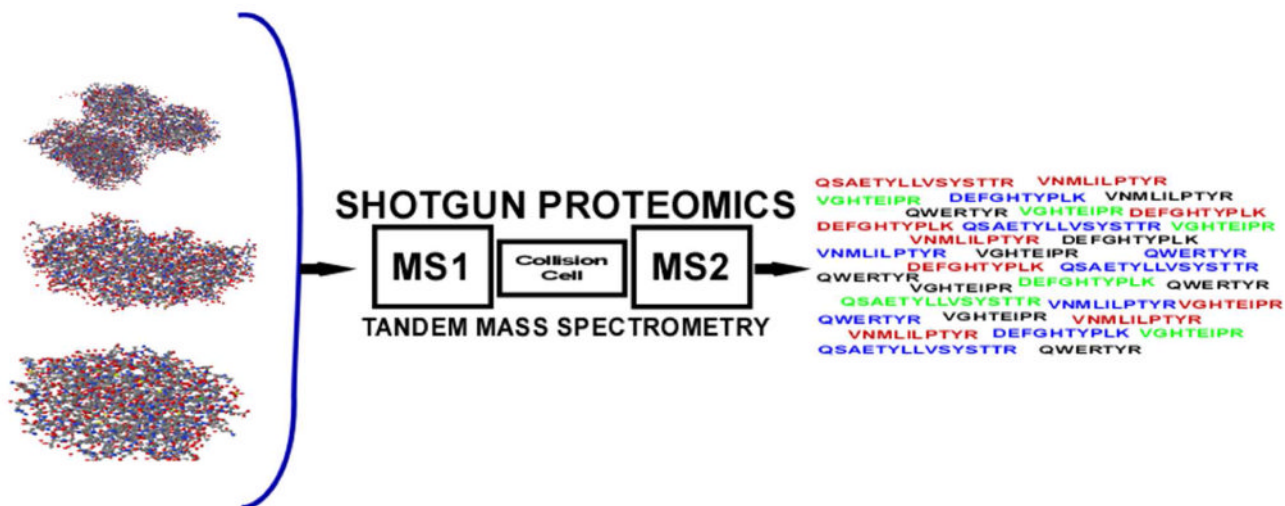 SHOTGUN PROTEOMICS
MS1
Collision
Cell
MS2
TANDEM MASS SPECTROMETRY
QSAETYLLVSYSTTR VNMLILPTYR
VGHTEIPR DEFGHTYPLK VNMLILPTYR
QWERTYR VGHTEIPR DEFGHTYPLK
DEFGHTYPLK QSAETYLLVSYSTTR VGHTEIPR
VNMLILPTYR DEFGHTYPLK
VNMLILPTYR VGHTEIPR QWERTYR
DEFGHTYPLK QSAETYLLVSYSTTR
QWERTYR VGHTEIPR DEFGHTYPLK QWERTYR
QSAETYLLVSYSTTR VNMLILPTYR VGHTEIPR
QWERTYR VGHTEIPR VNMLILPTYR
VNMLILPTYR DEFGHTYPLK VGHTEIPR
QSAETYLLVSYSTTR QWERTYR